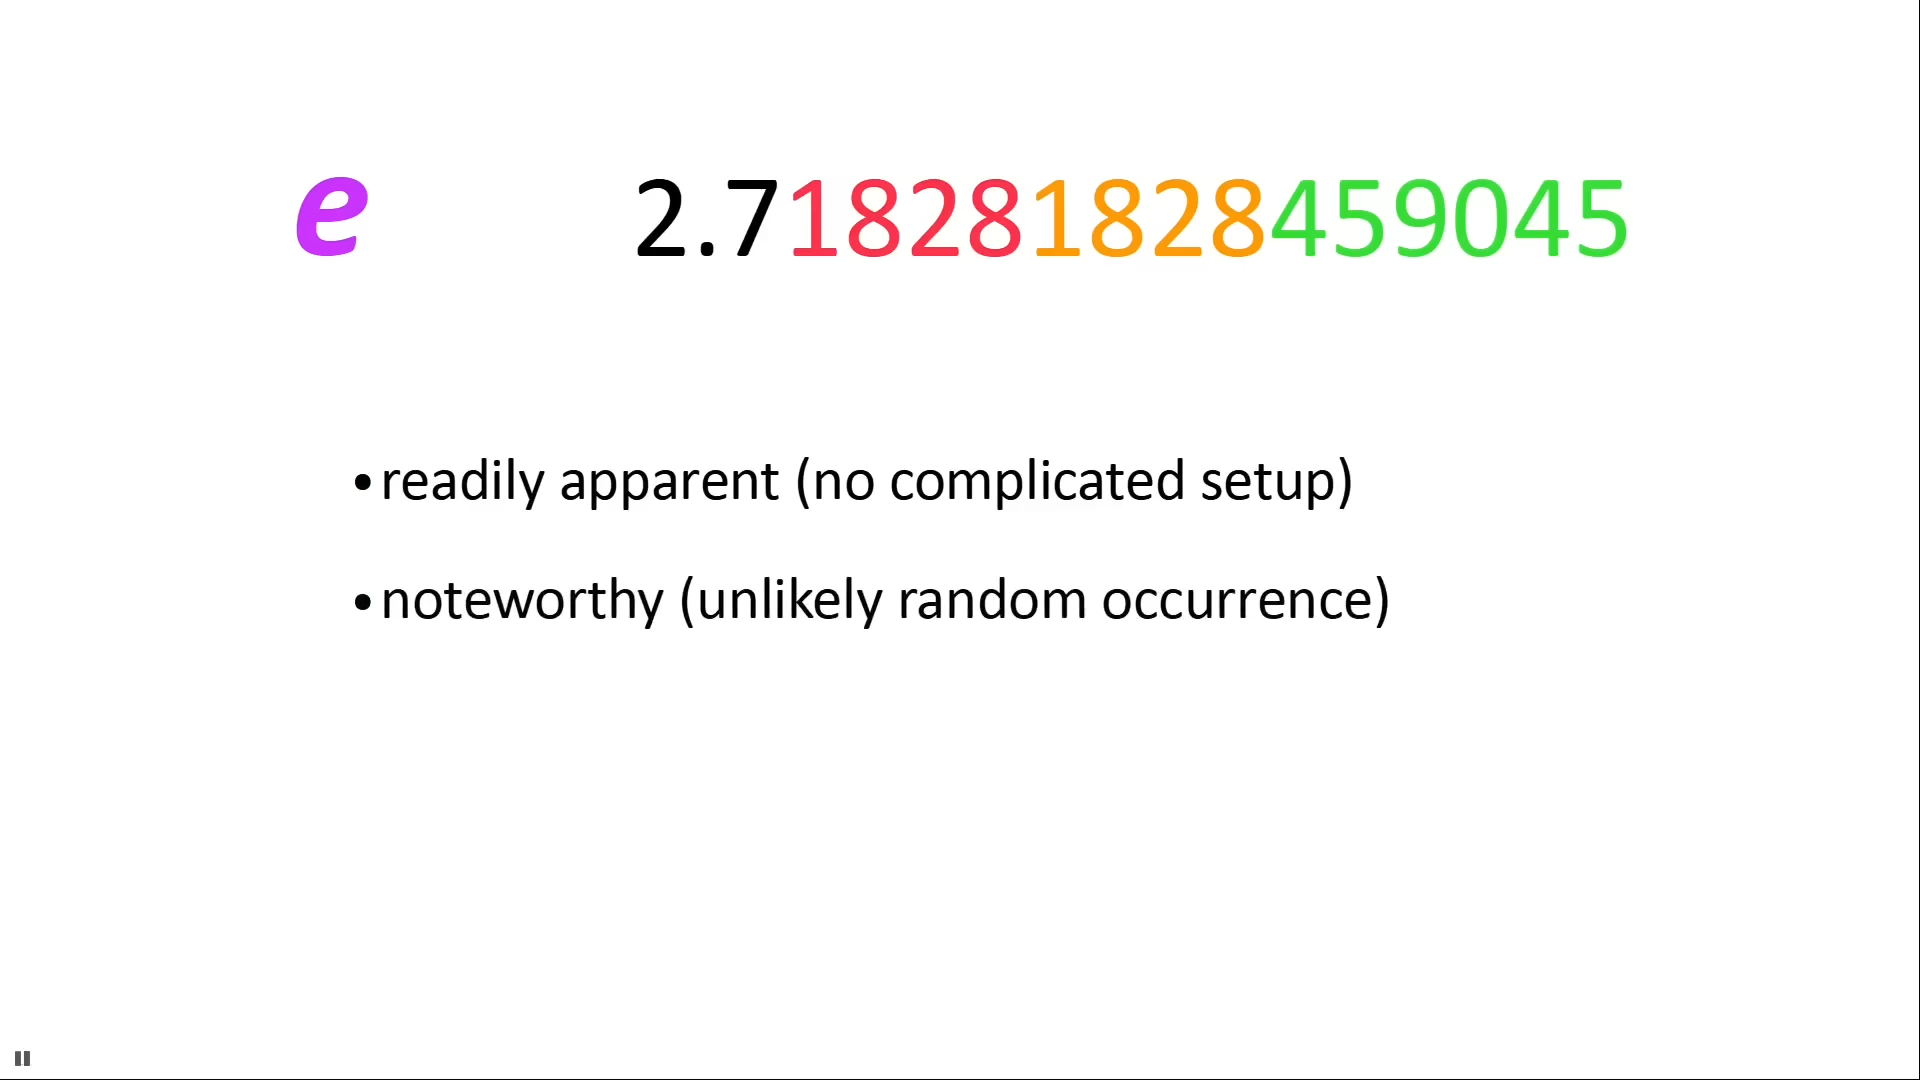 e 2.718281828459045
• readily apparent (no complicated setup)
• noteworthy (unlikely random occurrence)